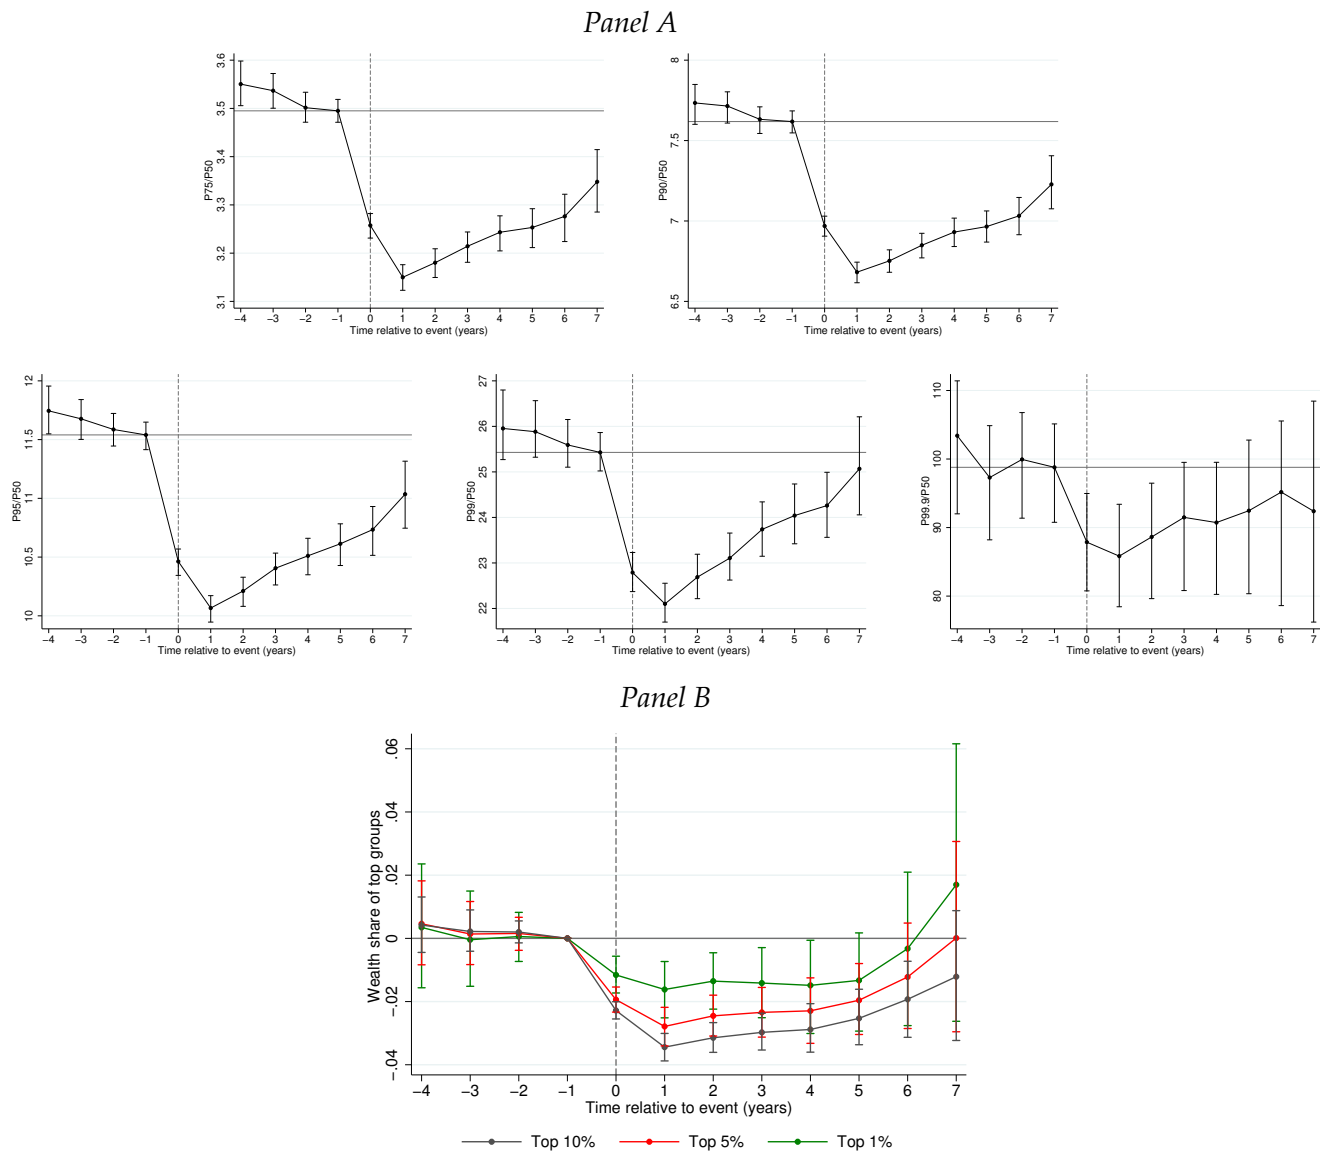 Panel A
P75/P50
3.6
3.5
3.4
3.3
3.2
3.1
−4 −3 −2 −1 0 1 2 3 4 5 6 7
Time relative to event (years)
P90/P50
8
7.5
7
6.5
−4 −3 −2 −1 0 1 2 3 4 5 6 7
Time relative to event (years)
P95/P50
12
11.5
11
10.5
10
−4 −3 −2 −1 0 1 2 3 4 5 6 7
Time relative to event (years)
P99/P50
27
26
25
24
23
22
−4 −3 −2 −1 0 1 2 3 4 5 6 7
Time relative to event (years)
P99.9/P50
110
100
90
80
−4 −3 −2 −1 0 1 2 3 4 5 6 7
Time relative to event (years)
Panel B
Wealth share of top groups
.06
.04
.02
0
−.02
−.04
−4 −3 −2 −1 0 1 2 3 4 5 6 7
Time relative to event (years)
Top 10% Top 5% Top 1%